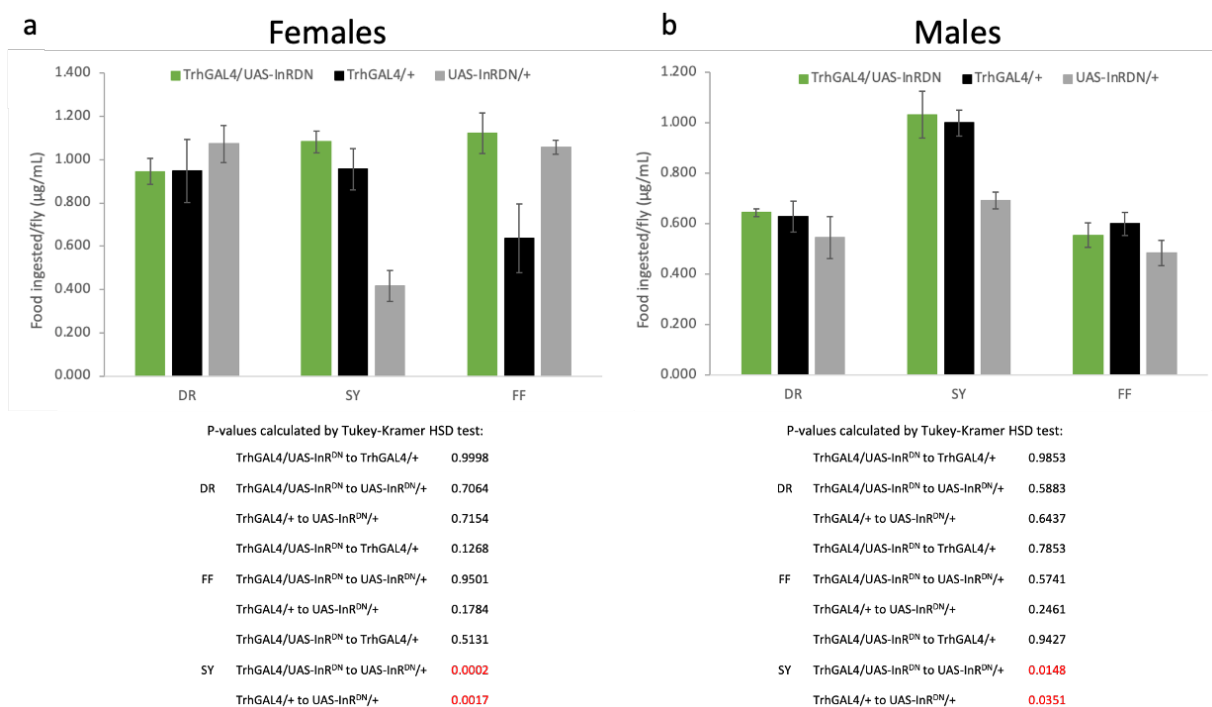 a
Females
TrhGAL4/UAS-InRDN TrhGAL4/+ UAS-InRDN/+
1.400
1.200
1.000
0.800
0.600
0.400
0.200
0.000
Food ingested/fly (µg/mL)
DR SY FF
P-values calculated by Tukey-Kramer HSD test:
TrhGAL4/UAS-InRᴰᴺ to TrhGAL4/+ 0.9998
DR TrhGAL4/UAS-InRᴰᴺ to UAS-InRᴰᴺ/+ 0.7064
TrhGAL4/+ to UAS-InRᴰᴺ/+ 0.7154
TrhGAL4/UAS-InRᴰᴺ to TrhGAL4/+ 0.1268
FF TrhGAL4/UAS-InRᴰᴺ to UAS-InRᴰᴺ/+ 0.9501
TrhGAL4/+ to UAS-InRᴰᴺ/+ 0.1784
TrhGAL4/UAS-InRᴰᴺ to TrhGAL4/+ 0.5131
SY TrhGAL4/UAS-InRᴰᴺ to UAS-InRᴰᴺ/+ 0.0002
TrhGAL4/+ to UAS-InRᴰᴺ/+ 0.0017
b
Males
TrhGAL4/UAS-InRDN TrhGAL4/+ UAS-InRDN/+
1.200
1.000
0.800
0.600
0.400
0.200
0.000
Food ingested/fly (µg/mL)
DR SY FF
P-values calculated by Tukey-Kramer HSD test:
TrhGAL4/UAS-InRᴰᴺ to TrhGAL4/+ 0.9853
DR TrhGAL4/UAS-InRᴰᴺ to UAS-InRᴰᴺ/+ 0.5883
TrhGAL4/+ to UAS-InRᴰᴺ/+ 0.6437
TrhGAL4/UAS-InRᴰᴺ to TrhGAL4/+ 0.7853
FF TrhGAL4/UAS-InRᴰᴺ to UAS-InRᴰᴺ/+ 0.5741
TrhGAL4/+ to UAS-InRᴰᴺ/+ 0.2461
TrhGAL4/UAS-InRᴰᴺ to TrhGAL4/+ 0.9427
SY TrhGAL4/UAS-InRᴰᴺ to UAS-InRᴰᴺ/+ 0.0148
TrhGAL4/+ to UAS-InRᴰᴺ/+ 0.0351